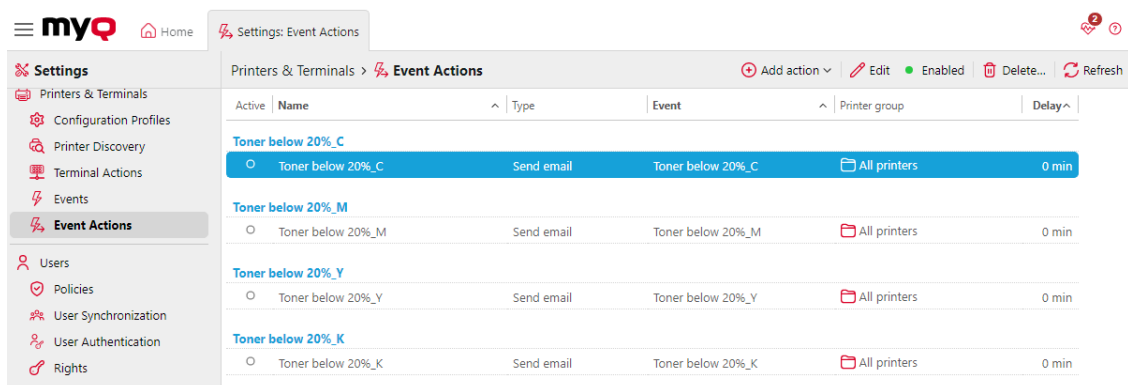 myQ Home Settings: Event Actions 2
Settings
Printers & Terminals > Event Actions Add action Edit Enabled Delete... Refresh
Printers & Terminals
Configuration Profiles
Printer Discovery
Terminal Actions
Events
Event Actions
Users
Policies
User Synchronization
User Authentication
Rights
Active Name Type Event Printer group Delay
Toner below 20%_C
Toner below 20%_C Send email Toner below 20%_C All printers 0 min
Toner below 20%_M
Toner below 20%_M Send email Toner below 20%_M All printers 0 min
Toner below 20%_Y
Toner below 20%_Y Send email Toner below 20%_Y All printers 0 min
Toner below 20%_K
Toner below 20%_K Send email Toner below 20%_K All printers 0 min